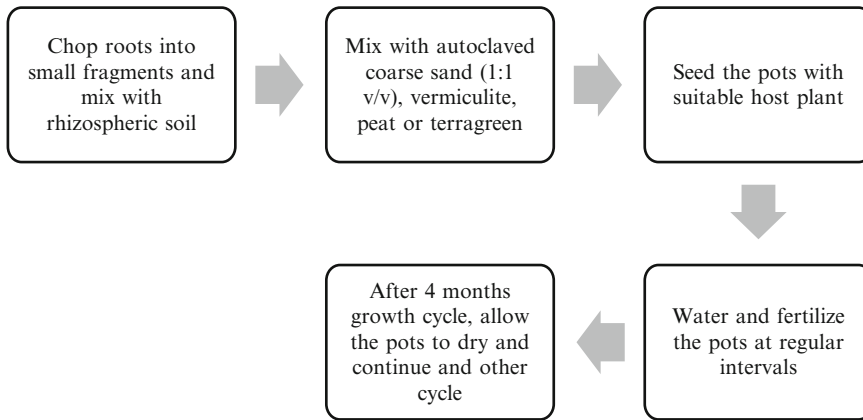 Chop roots into
small fragments and
mix with
rhizospheric soil
Mix with autoclaved
coarse sand (1:1
v/v), vermiculite,
peat or terragreen
Seed the pots with
suitable host plant
Water and fertilize
the pots at regular
intervals
After 4 months
growth cycle, allow
the pots to dry and
continue and other
cycle